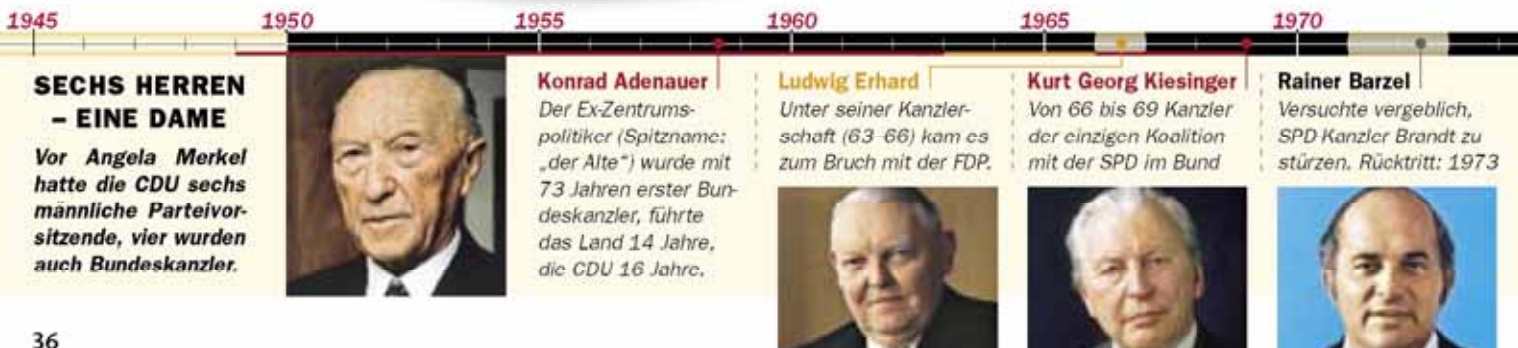 1945 1950 1955 1960 1965 1970
SECHS HERREN
– EINE DAME
Vor Angela Merkel
hatte die CDU sechs
männliche Parteivor-
sitzende, vier wurden
auch Bundeskanzler.
Konrad Adenauer
Der Ex-Zentrums-
politiker (Spitzname:
„der Alte“) wurde mit
73 Jahren erster Bun-
deskanzler, führte
das Land 14 Jahre,
die CDU 16 Jahre.
Ludwig Erhard
Unter seiner Kanzler-
schaft (63 66) kam es
zum Bruch mit der FDP.
Kurt Georg Kiesinger
Von 66 bis 69 Kanzler
der einzigen Koalition
mit der SPD im Bund
Rainer Barzel
Versuchte vergeblich,
SPD Kanzler Brandt zu
stürzen. Rücktritt: 1973
36